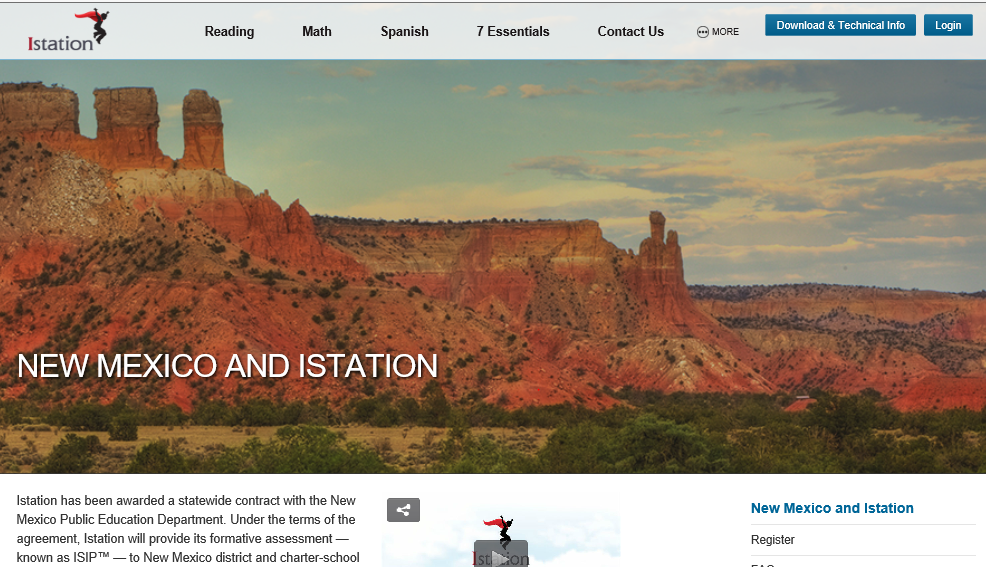 Istation
Reading
Math
Spanish
7 Essentials
Contact Us
MORE
Download & Technical Info
Login
NEW MEXICO AND ISTATION
Istation has been awarded a statewide contract with the New
Mexico Public Education Department. Under the terms of the
agreement, Istation will provide its formative assessment —
known as ISIP™ — to New Mexico district and charter-school
Istation
New Mexico and Istation
Register